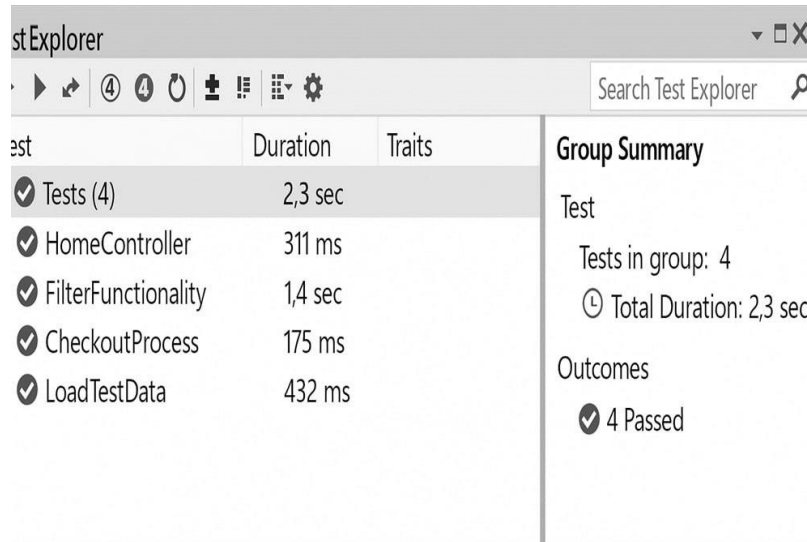 st Explorer
④ ④
Search Test Explorer
est Duration Traits
Tests (4) 2,3 sec
HomeController 311 ms
FilterFunctionality 1,4 sec
CheckoutProcess 175 ms
LoadTestData 432 ms
Group Summary
Test
Tests in group: 4
Total Duration: 2,3 sec
Outcomes
4 Passed